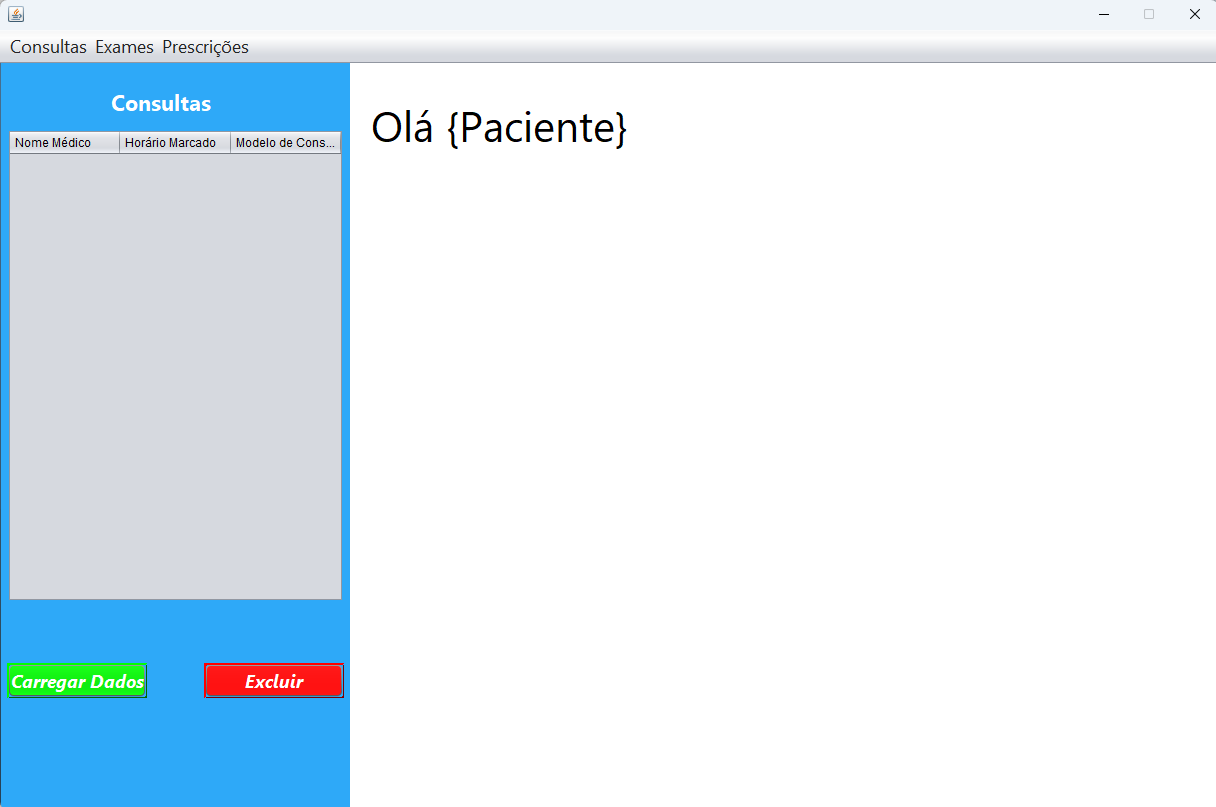 Consultas Exames Prescrições
Consultas
Nome Médico Horário Marcado Modelo de Cons...
Carregar Dados Excluir
Olá {Paciente}